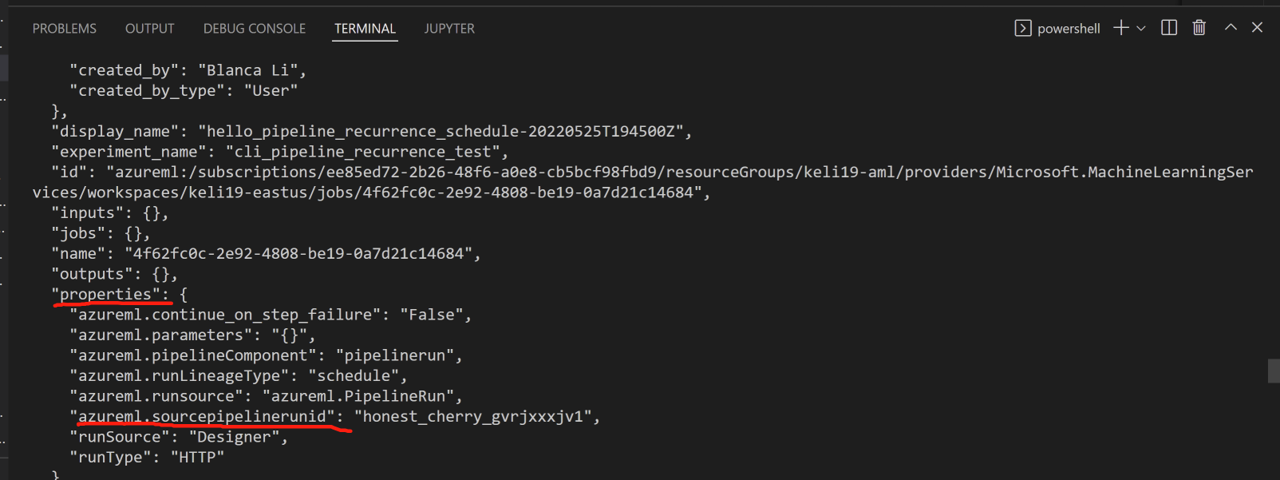 PROBLEMS OUTPUT DEBUG CONSOLE TERMINAL JUPYTER powershell
"created_by": "Blanca Li",
"created_by_type": "User"
},
"display_name": "hello_pipeline_recurrence_schedule-20220525T194500Z",
"experiment_name": "cli_pipeline_recurrence_test",
"id": "azureml:/subscriptions/ee85ed72-2b26-48f6-a0e8-cb5bcf98fbd9/resourceGroups/keli19-aml/providers/Microsoft.MachineLearningSer
vices/workspaces/keli19-eastus/jobs/4f62fc0c-2e92-4808-be19-0a7d21c14684",
"inputs": {},
"jobs": {},
"name": "4f62fc0c-2e92-4808-be19-0a7d21c14684",
"outputs": {},
"properties": {
"azureml.continue_on_step_failure": "False",
"azureml.parameters": "{}",
"azureml.pipelineComponent": "pipelinerun",
"azureml.runLineageType": "schedule",
"azureml.runsource": "azureml.PipelineRun",
"azureml.sourcepipelinerunid": "honest_cherry_gvrjxxxjv1",
"runSource": "Designer",
"runType": "HTTP"
}